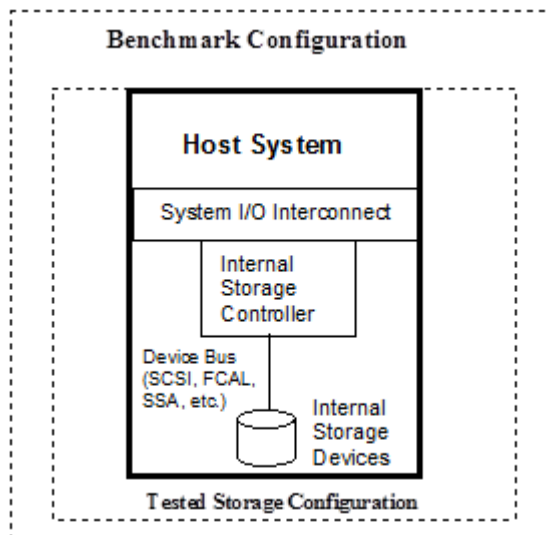 Benchmark Configuration
Host System
System I/O Interconnect
Internal
Storage
Controller
Device Bus
(SCSI, FCAL,
SSA, etc.)
Internal
Storage
Devices
Tested Storage Configuration